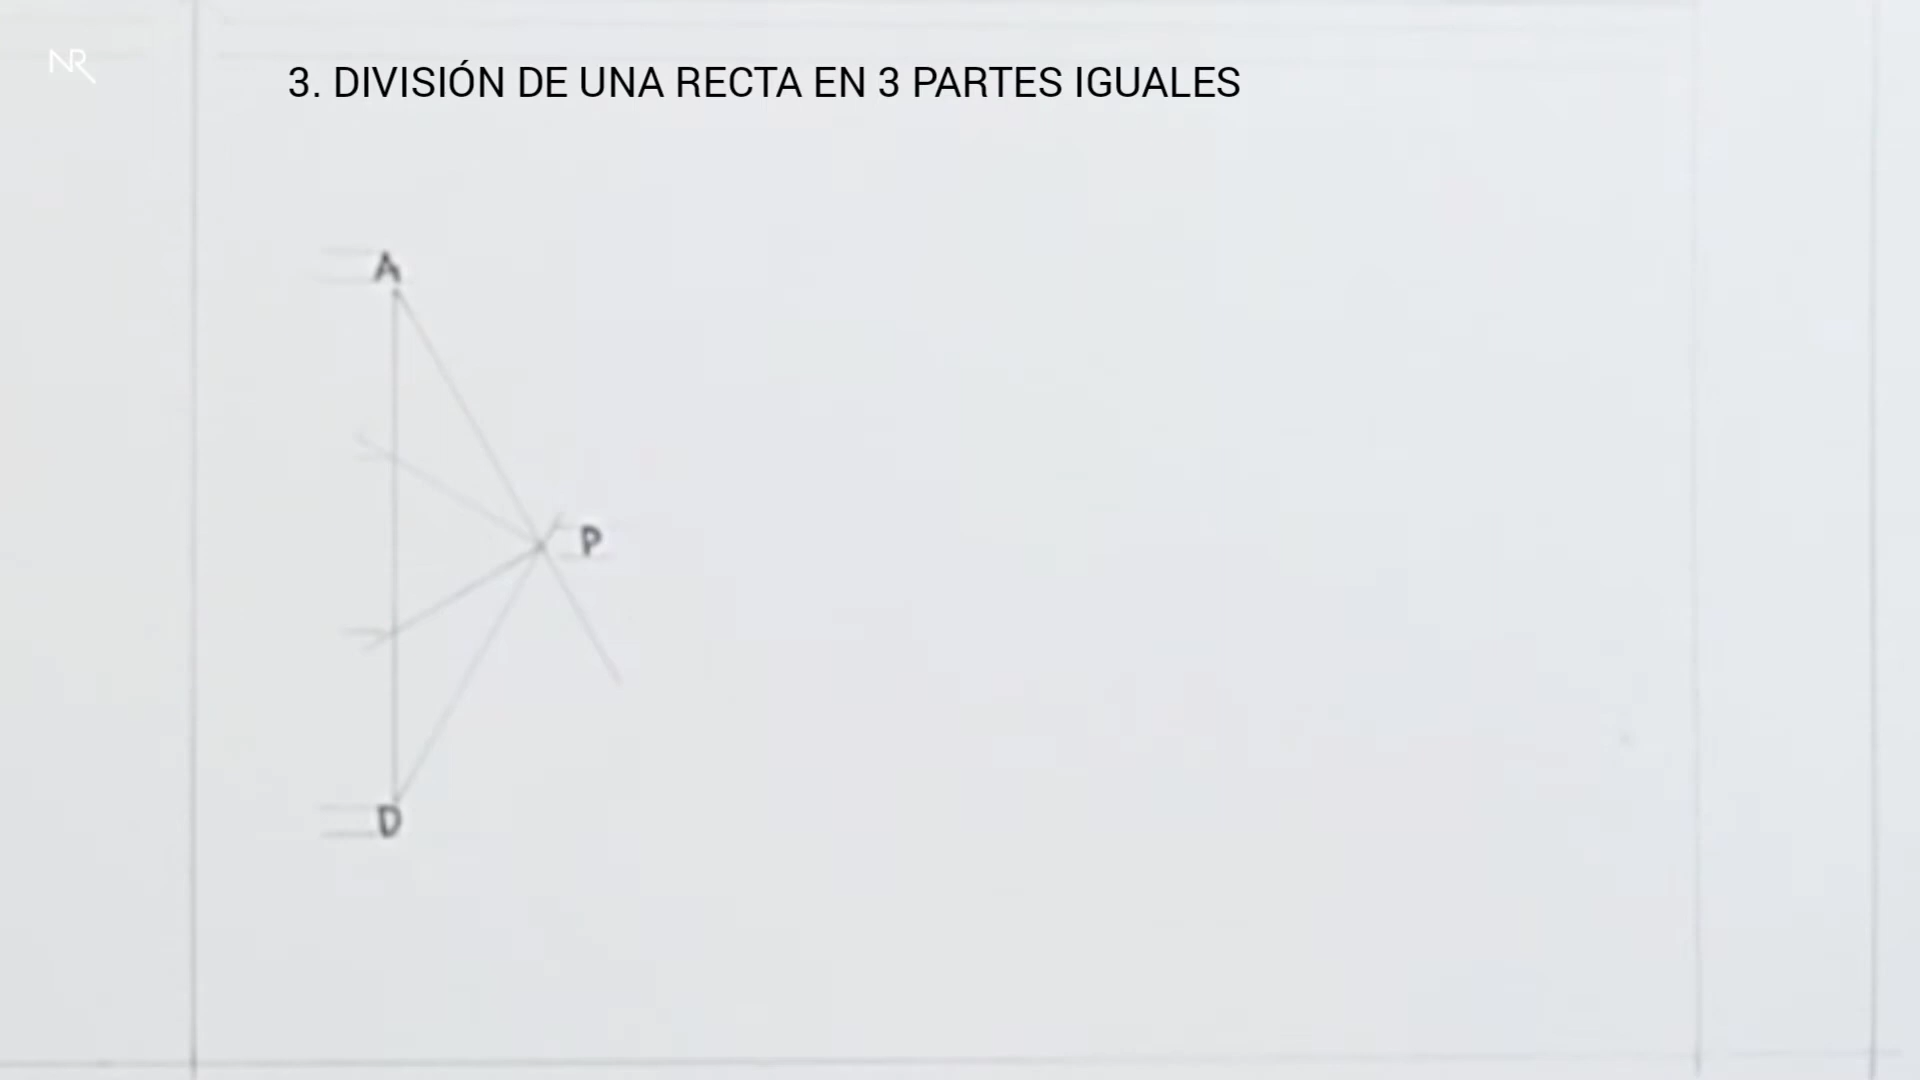 NR
3. DIVISIÓN DE UNA RECTA EN 3 PARTES IGUALES
A
P
D